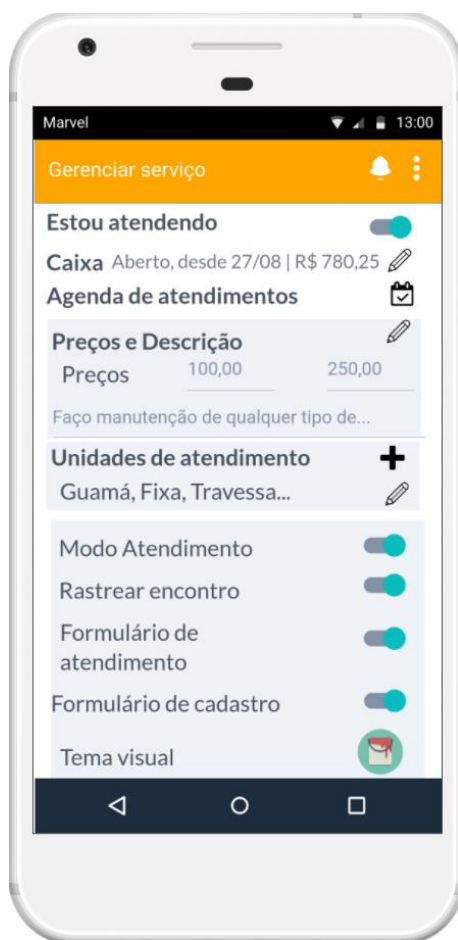 Marvel 13:00
Gerenciar serviço
Estou atendendo
Caixa Aberto, desde 27/08 | R$ 780,25
Agenda de atendimentos
Preços e Descrição
Preços 100,00 250,00
Faço manutenção de qualquer tipo de...
Unidades de atendimento
Guamá, Fixa, Travessa...
Modo Atendimento
Rastrear encontro
Formulário de
atendimento
Formulário de cadastro
Tema visual